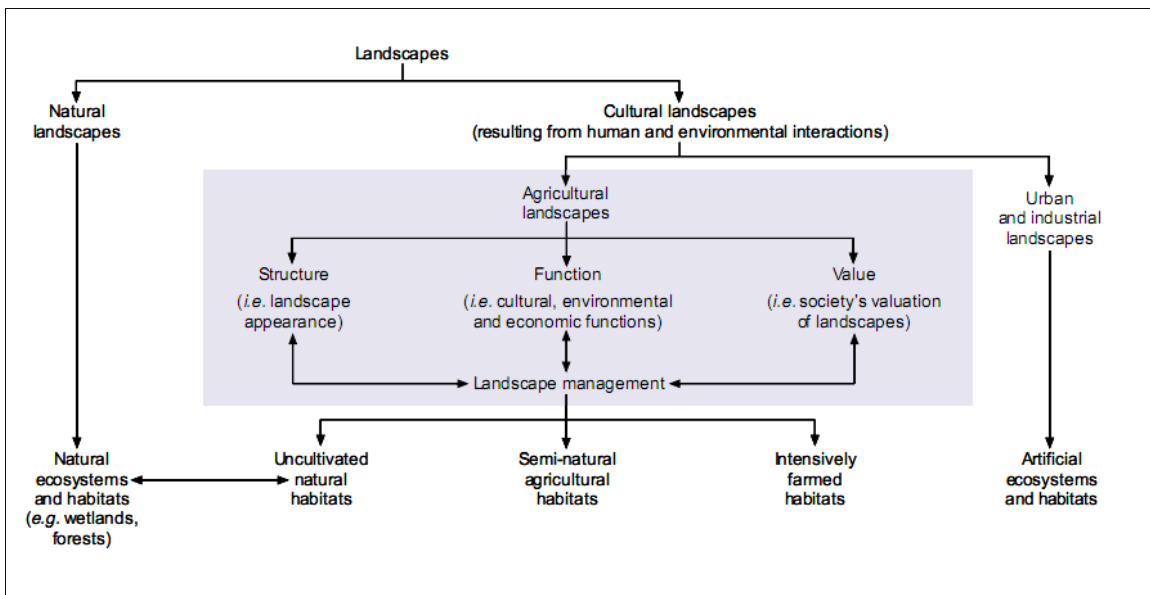 Landscapes
Natural
landscapes
Cultural landscapes
(resulting from human and environmental interactions)
Agricultural
landscapes
Urban
and industrial
landscapes
Structure
(i.e. landscape
appearance)
Function
(i.e. cultural, environmental
and economic functions)
Value
(i.e. society's valuation
of landscapes)
Landscape management
Natural
ecosystems
and habitats
(e.g. wetlands,
forests)
Uncultivated
natural
habitats
Semi-natural
agricultural
habitats
Intensively
farmed
habitats
Artificial
ecosystems
and habitats